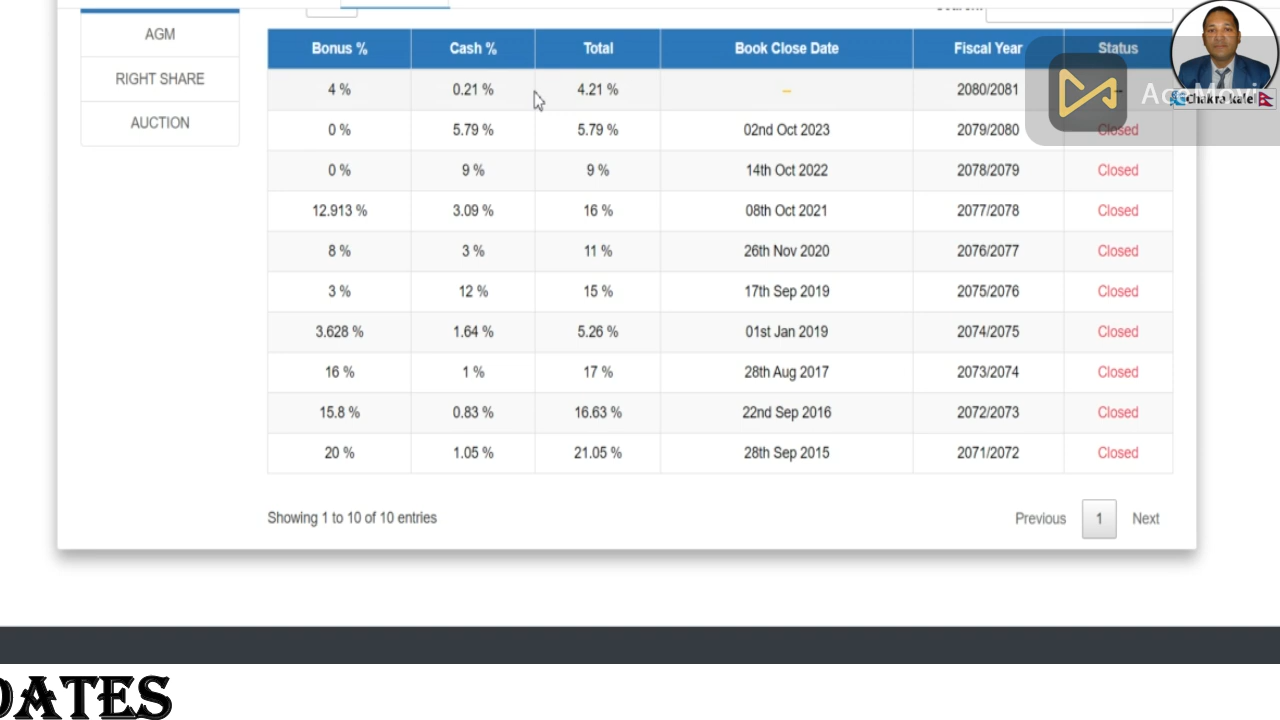 AGM
RIGHT SHARE
AUCTION
Bonus % Cash % Total Book Close Date Fiscal Year Status
4 % 0.21 % 4.21 % – 2080/2081 –
0 % 5.79 % 5.79 % 02nd Oct 2023 2079/2080 Closed
0 % 9 % 9 % 14th Oct 2022 2078/2079 Closed
12.913 % 3.09 % 16 % 08th Oct 2021 2077/2078 Closed
8 % 3 % 11 % 26th Nov 2020 2076/2077 Closed
3 % 12 % 15 % 17th Sep 2019 2075/2076 Closed
3.628 % 1.64 % 5.26 % 01st Jan 2019 2074/2075 Closed
16 % 1 % 17 % 28th Aug 2017 2073/2074 Closed
15.8 % 0.83 % 16.63 % 22nd Sep 2016 2072/2073 Closed
20 % 1.05 % 21.05 % 28th Sep 2015 2071/2072 Closed
Showing 1 to 10 of 10 entries
Previous 1 Next
AceMovi
Chakra
DATES